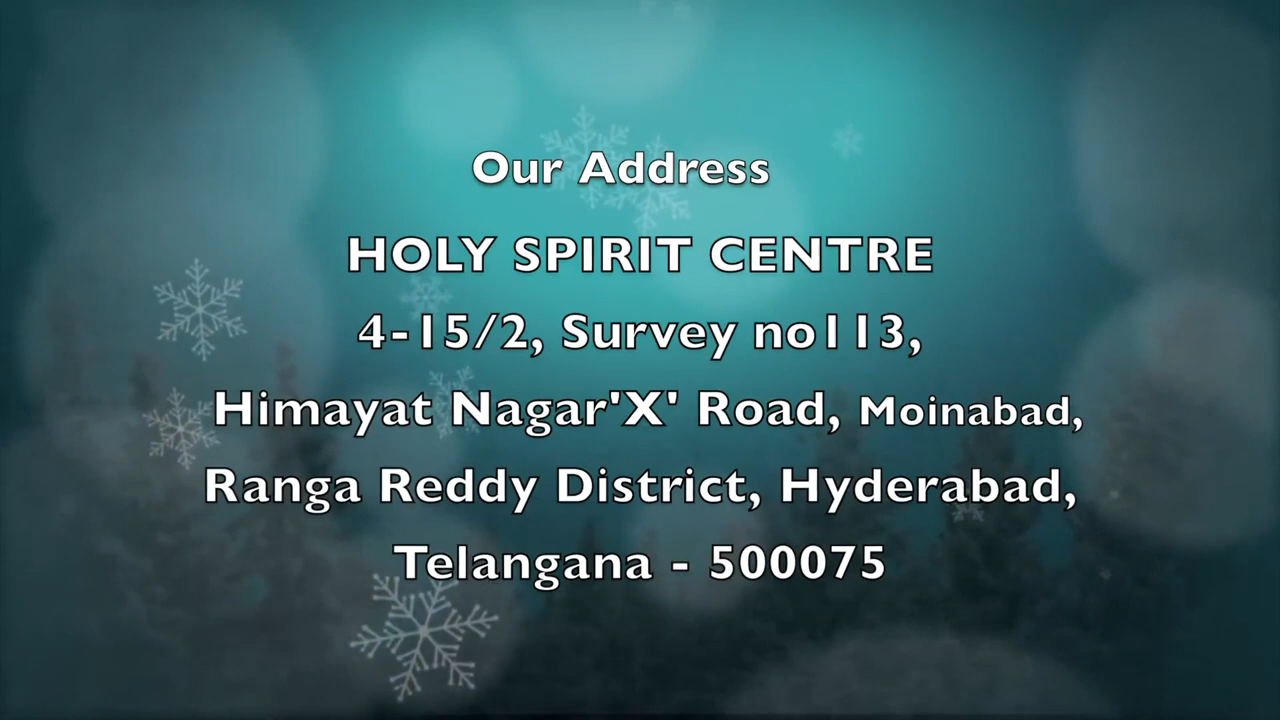 Our Address
HOLY SPIRIT CENTRE
4-15/2, Survey no113,
Himayat Nagar'X' Road, Moinabad,
Ranga Reddy District, Hyderabad,
Telangana - 500075